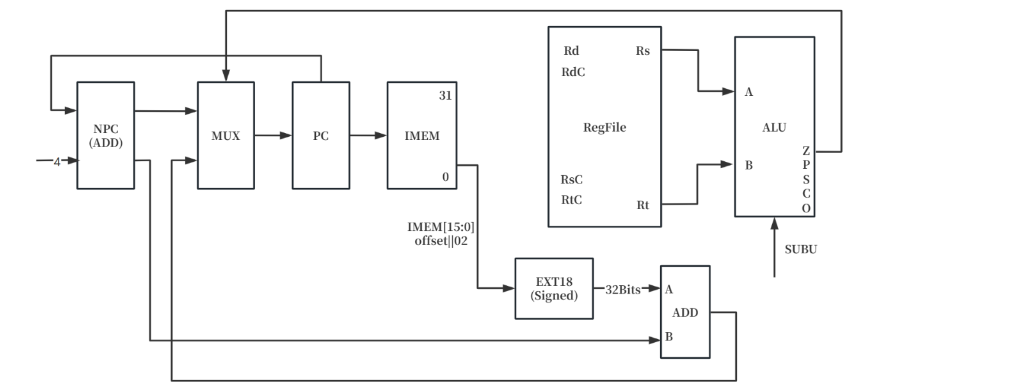 NPC
(ADD)
4
MUX
PC
31
IMEM
0
IMEM[15:0]
offset||02
Rd
Rs
RdC
RegFile
RsC
RtC
Rt
A
ALU
B
Z
P
S
C
O
SUBU
EXT18
(Signed)
32Bits
A
ADD
B